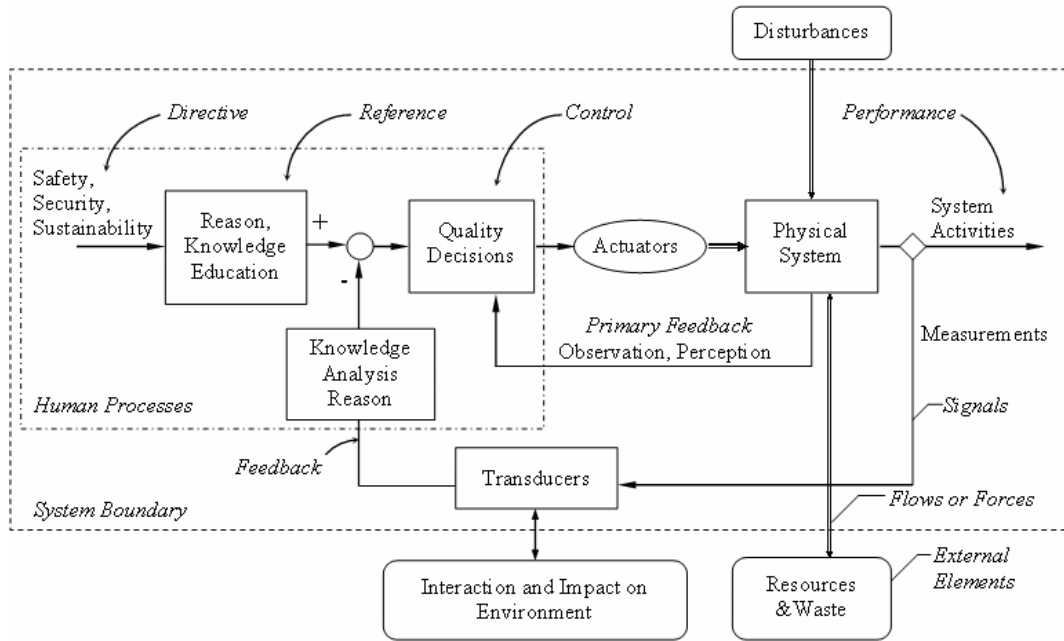 Disturbances
Directive
Reference
Control
Performance
Safety,
Security,
Sustainability
Reason,
Knowledge
Education
+
-
Quality
Decisions
Actuators
Physical
System
System
Activities
Primary Feedback
Observation, Perception
Measurements
Knowledge
Analysis
Reason
Human Processes
Signals
Feedback
Transducers
Flows or Forces
System Boundary
Interaction and Impact on
Environment
Resources
& Waste
External
Elements